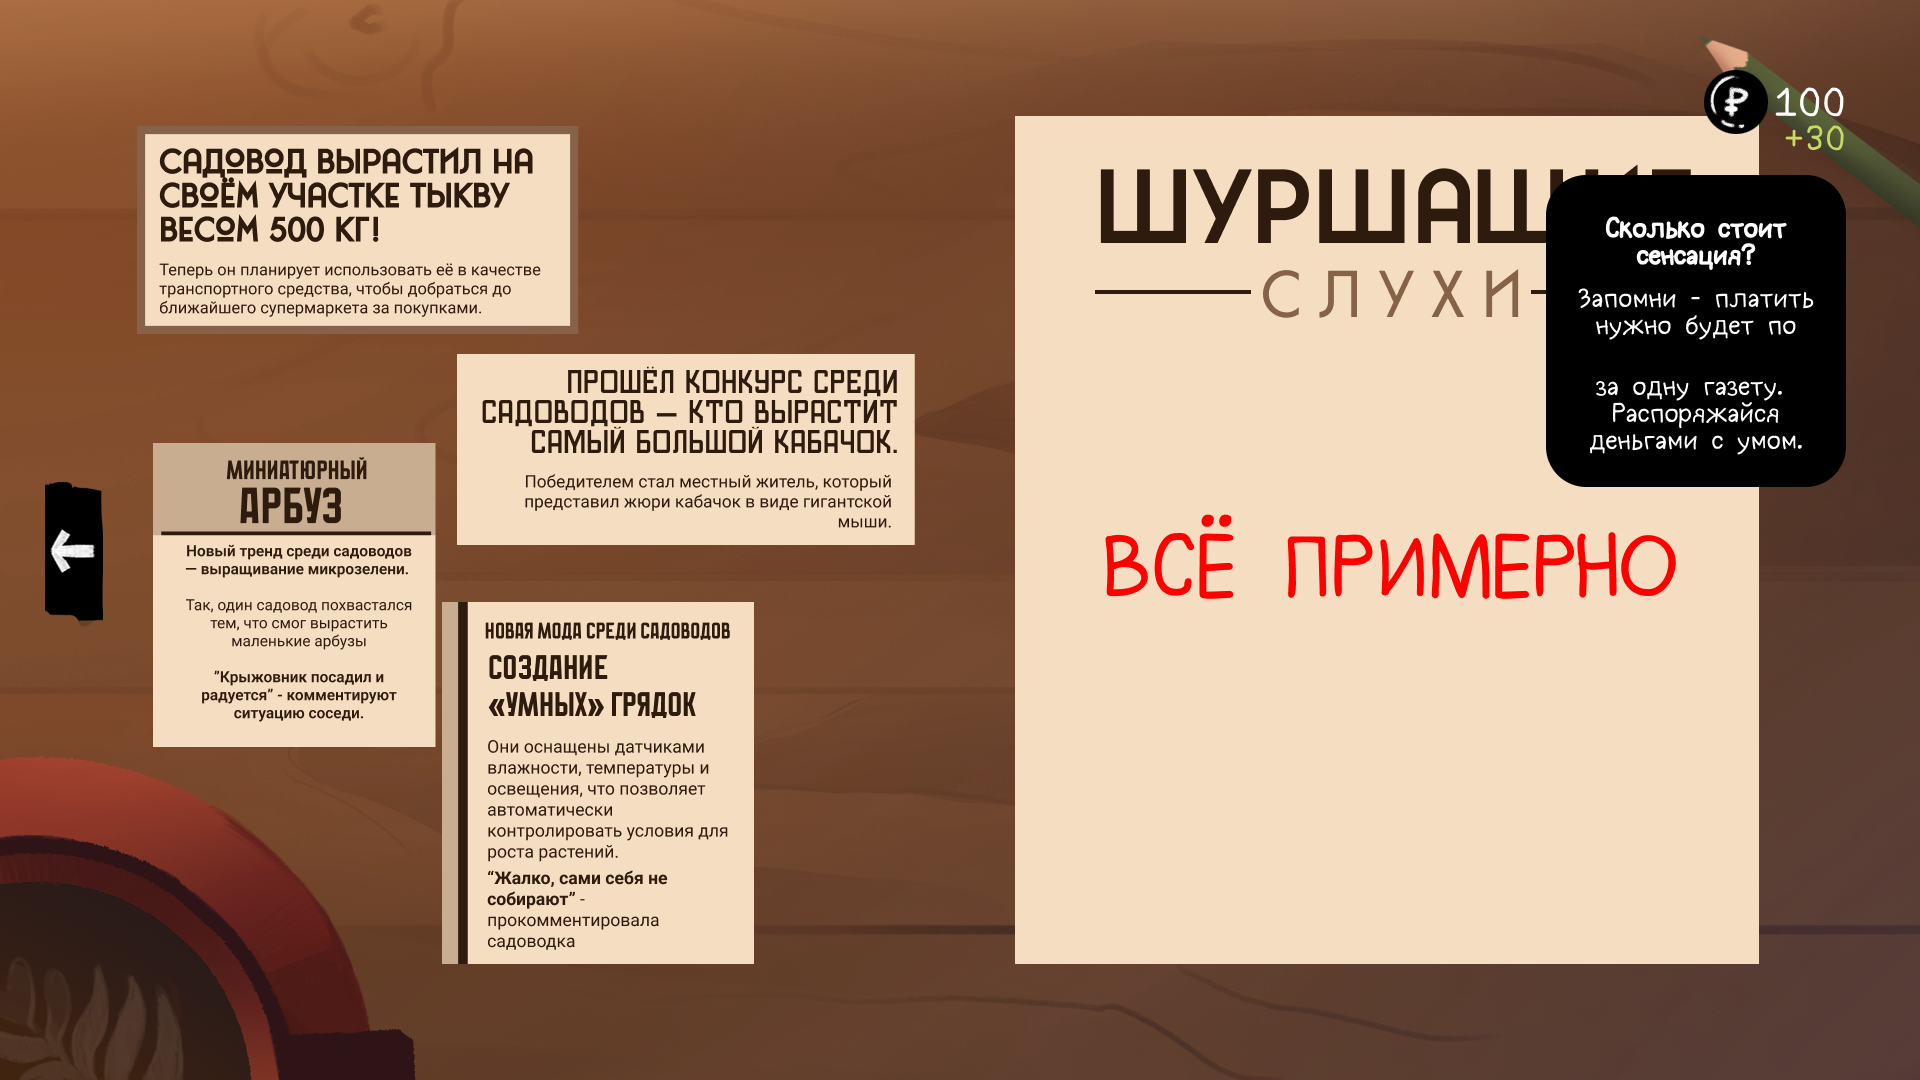 САДОВОД ВЫРАСТИЛ НА
СВОЁМ УЧАСТКЕ ТЫКВУ
ВЕСОМ 500 КГ!
Теперь он планирует использовать её в качестве
транспортного средства, чтобы добраться до
ближайшего супермаркета за покупками.
ПРОШЁЛ КОНКУРС СРЕДИ
САДОВОДОВ – КТО ВЫРАСТИТ
САМЫЙ БОЛЬШОЙ КАБАЧОК.
Победителем стал местный житель, который
представил жюри кабачок в виде гигантской
мыши.
МИНИАТЮРНЫЙ
АРБУЗ
Новый тренд среди садоводов
– выращивание микрозелени.
Так, один садовод похвастался
тем, что смог вырастить
маленькие арбузы
"Крыжовник посадил и
радуется" - комментируют
ситуацию соседи.
НОВАЯ МОДА СРЕДИ САДОВОДОВ
СОЗДАНИЕ
«УМНЫХ» ГРЯДОК
Они оснащены датчиками
влажности, температуры и
освещения, что позволяет
автоматически
контролировать условия для
роста растений.
“Жалко, сами себя не
собирают” -
прокомментировала
садоводка
СЛУХИ
ВСЁ ПРИМЕРНО
₽ 100
+30
Сколько стоит
сенсация?
Запомни - платить
нужно будет по
за одну газету.
Распоряжайся
деньгами с умом.